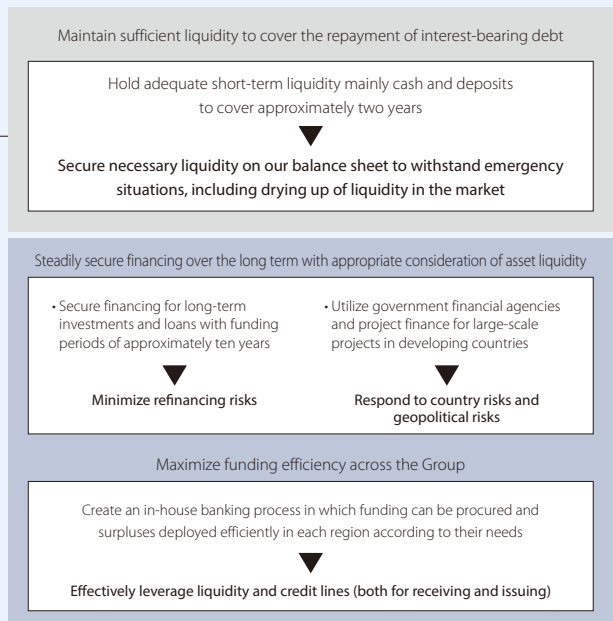 Maintain sufficient liquidity to cover the repayment of interest-bearing debt
Hold adequate short-term liquidity mainly cash and deposits
to cover approximately two years
Secure necessary liquidity on our balance sheet to withstand emergency
situations, including drying up of liquidity in the market
Steadily secure financing over the long term with appropriate consideration of asset liquidity
• Secure financing for long-term
investments and loans with funding
periods of approximately ten years
Minimize refinancing risks
• Utilize government financial agencies
and project finance for large-scale
projects in developing countries
Respond to country risks and
geopolitical risks
Maximize funding efficiency across the Group
Create an in-house banking process in which funding can be procured and
surpluses deployed efficiently in each region according to their needs
Effectively leverage liquidity and credit lines (both for receiving and issuing)